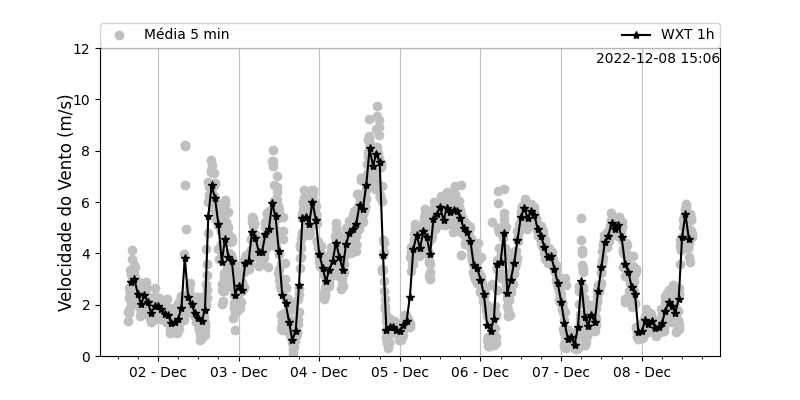 Média 5 min
WXT 1h
2022-12-08 15:06
Velocidade do Vento (m/s)
12
10
8
6
4
2
0
02 - Dec
03 - Dec
04 - Dec
05 - Dec
06 - Dec
07 - Dec
08 - Dec